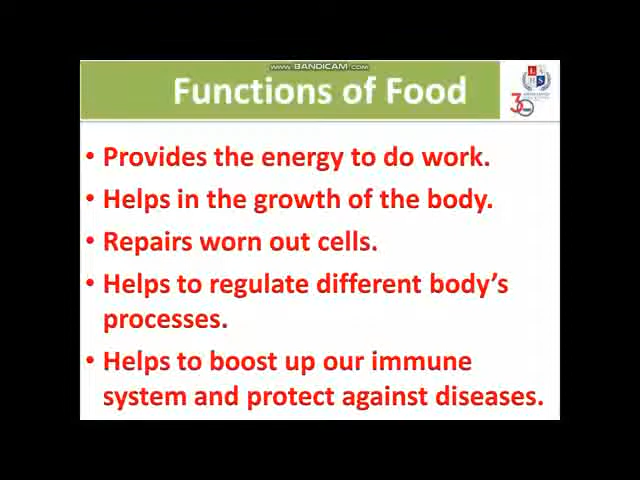 www.BANDICAM.com
Functions of Food
L A
H S
30
• Provides the energy to do work.
• Helps in the growth of the body.
• Repairs worn out cells.
• Helps to regulate different body's
processes.
• Helps to boost up our immune
system and protect against diseases.